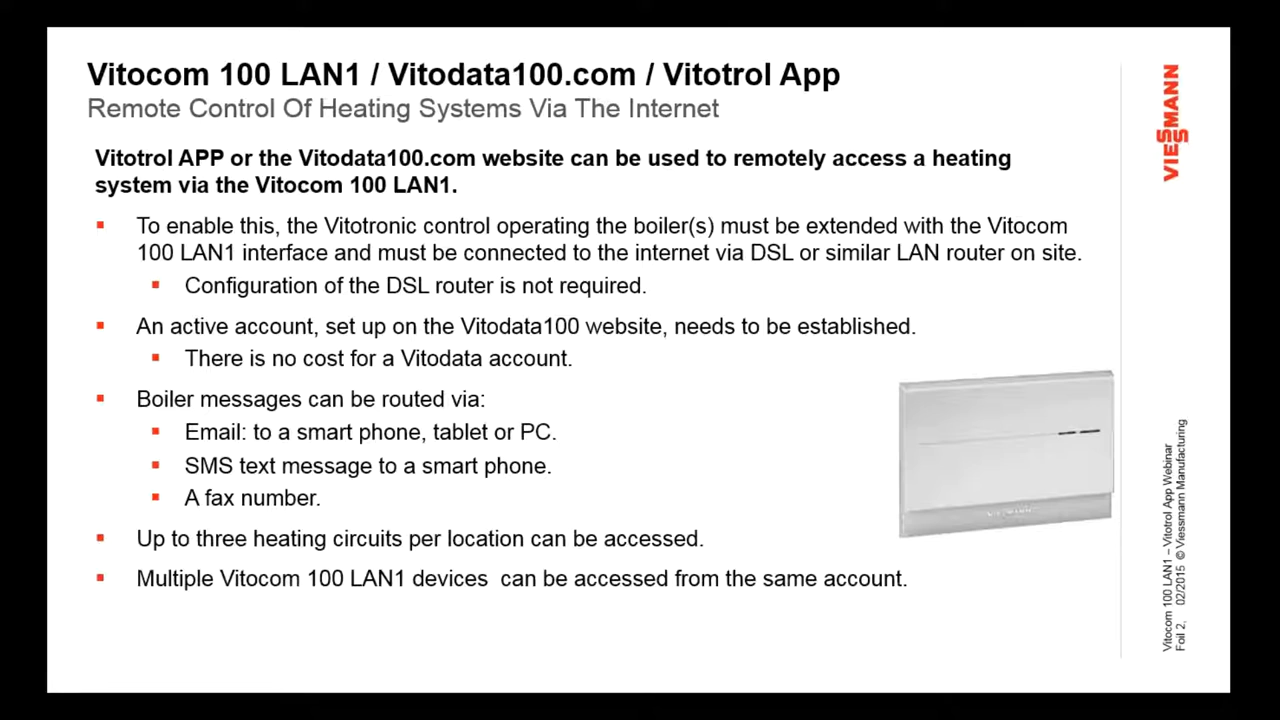 Vitocom 100 LAN1 / Vitodata100.com / Vitotrol App
Remote Control Of Heating Systems Via The Internet
Vitotrol APP or the Vitodata100.com website can be used to remotely access a heating
system via the Vitocom 100 LAN1.
To enable this, the Vitotronic control operating the boiler(s) must be extended with the Vitocom
100 LAN1 interface and must be connected to the internet via DSL or similar LAN router on site.
Configuration of the DSL router is not required.
An active account, set up on the Vitodata100 website, needs to be established.
There is no cost for a Vitodata account.
Boiler messages can be routed via:
Email: to a smart phone, tablet or PC.
SMS text message to a smart phone.
A fax number.
Up to three heating circuits per location can be accessed.
Multiple Vitocom 100 LAN1 devices  can be accessed from the same account.
VIESSMANN
Vitocom 100 LAN1 – Vitotrol App Webinar
Foil 2,   02/2015  © Viessmann Manufacturing